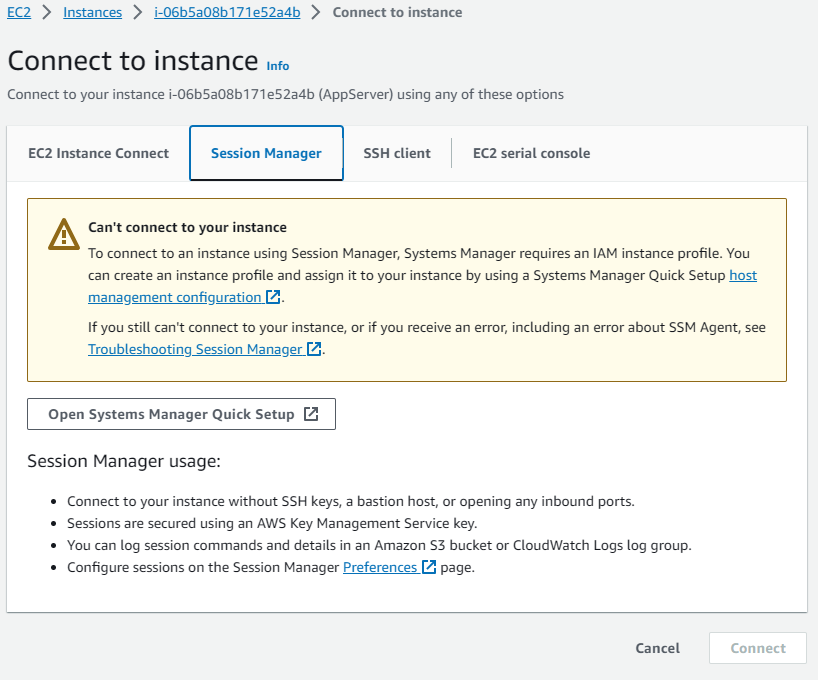 EC2 > Instances > i-06b5a08b171e52a4b > Connect to instance
Connect to instance Info
Connect to your instance i-06b5a08b171e52a4b (AppServer) using any of these options
EC2 Instance Connect Session Manager SSH client EC2 serial console
Can't connect to your instance
To connect to an instance using Session Manager, Systems Manager requires an IAM instance profile. You
can create an instance profile and assign it to your instance by using a Systems Manager Quick Setup host
management configuration.
If you still can't connect to your instance, or if you receive an error, including an error about SSM Agent, see
Troubleshooting Session Manager.
Open Systems Manager Quick Setup
Session Manager usage:
• Connect to your instance without SSH keys, a bastion host, or opening any inbound ports.
• Sessions are secured using an AWS Key Management Service key.
• You can log session commands and details in an Amazon S3 bucket or CloudWatch Logs log group.
• Configure sessions on the Session Manager Preferences page.
Cancel Connect